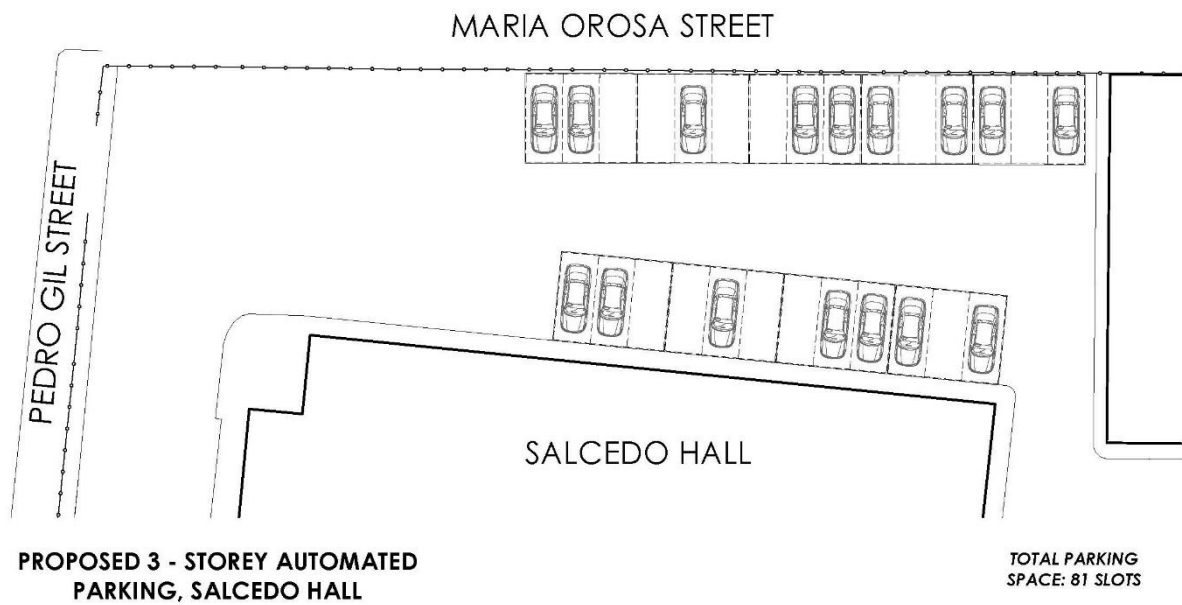 MARIA OROSA STREET
PEDRO GIL STREET
SALCEDO HALL
PROPOSED 3 - STOREY AUTOMATED
PARKING, SALCEDO HALL
TOTAL PARKING
SPACE: 81 SLOTS